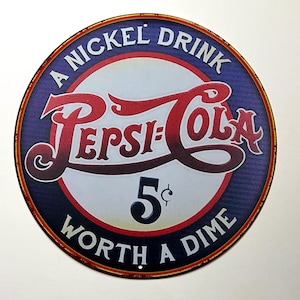 A NICKEL DRINK
PEPSI=COLA
5¢
WORTH A DIME